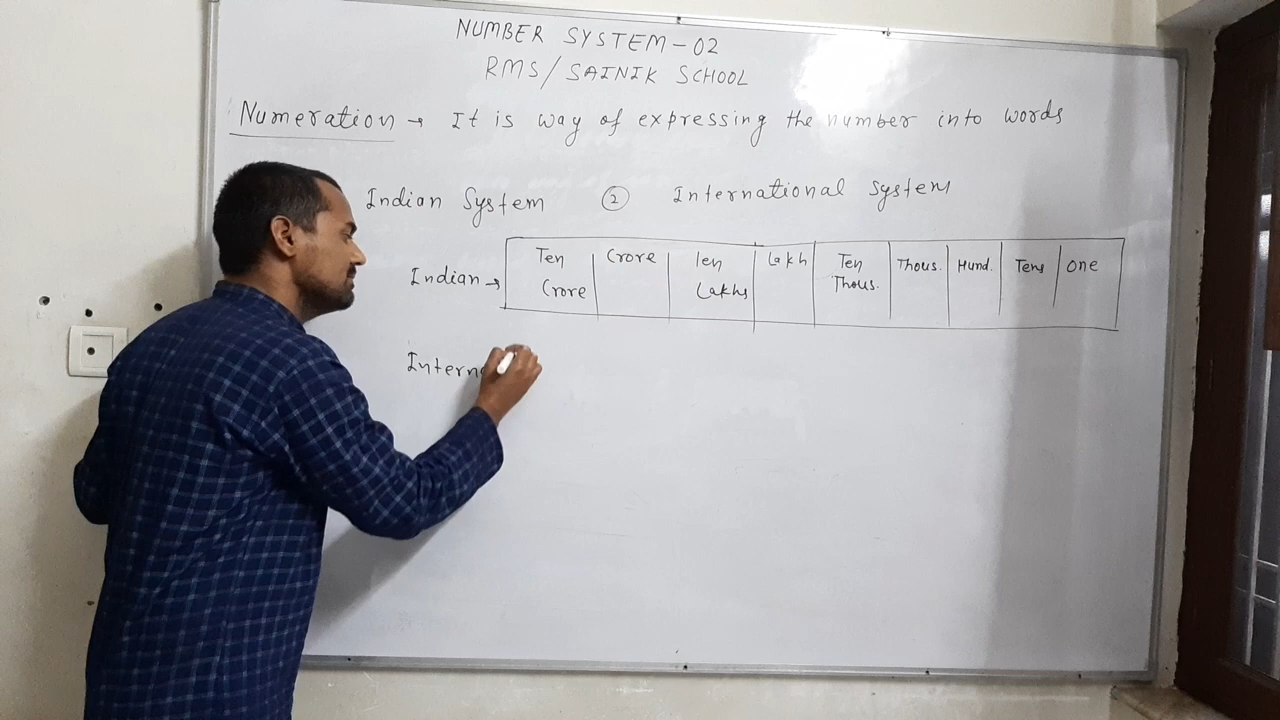 NUMBER SYSTEM-02
RMS/SAINIK SCHOOL
Numeration → It is way of expressing the number into words
Indian System ② International System
Indian → Ten Crore Crore Ten Lakhs Lakh Ten Thous. Thous. Hund. Tens One
Intern